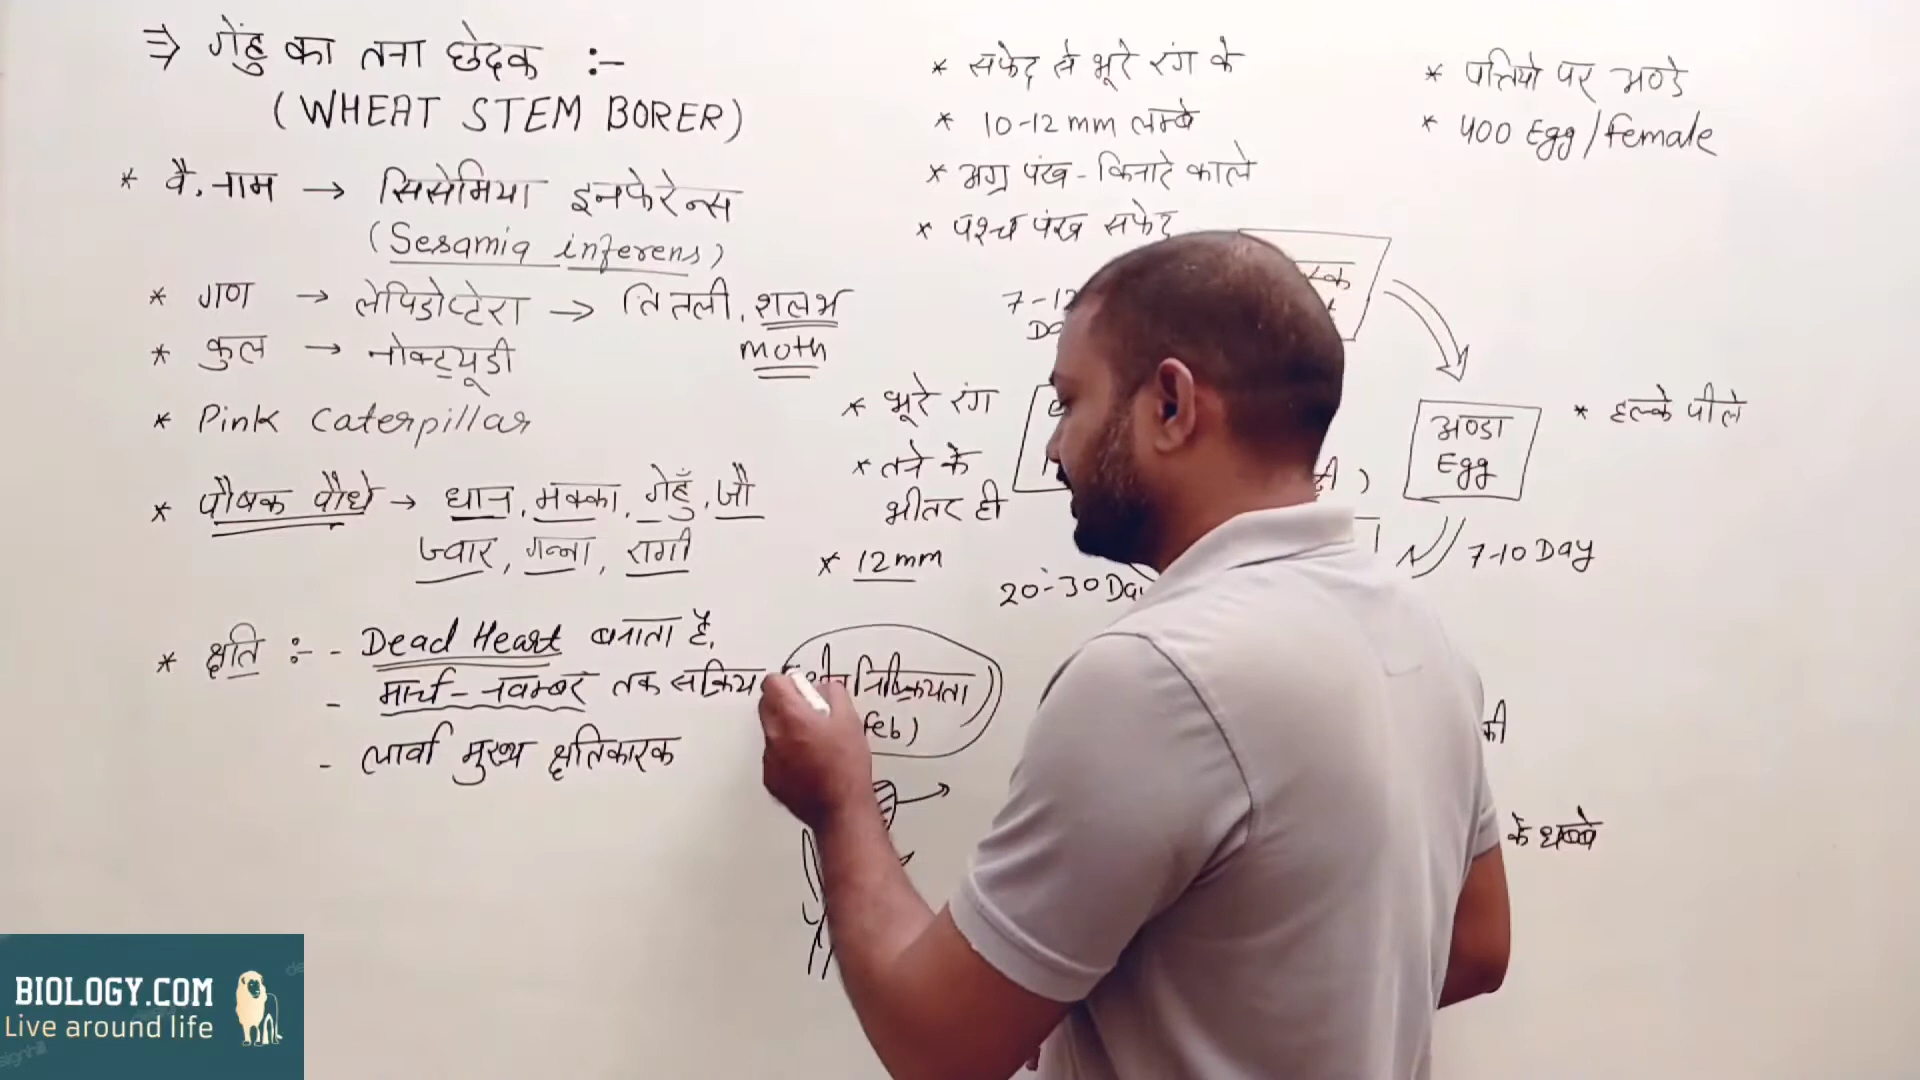 ⇒ गेंहु का तना छेदक :-
(WHEAT STEM BORER)
* वै. नाम → सिसेमिया इनफेरेन्स
(Sesamia inferens)
* गण → लेपिडोप्टेरा → तितली, शलभ
moth
* कुल → नोक्ट्यूडी
* Pink Caterpillar
* पौषक पौधे → धान, मक्का, गेहुँ, जौ
ज्वार, गन्ना, रागी
* क्षति :- - Dead Heart बनाता है,
- मार्च - नवम्बर तक सक्रिय
- लार्वा मुख्य क्षतिकारक
निष्क्रियता
Feb)
* सफेद से भूरे रंग के
* 10-12 mm लम्बे
* अग्र पंख - किनारे काले
* पश्च पंख सफेद
7-12
* भूरे रंग
* तने के
भीतर ही
* 12mm
20-30 Day
* पत्तियो पर अण्डे
* 400 Egg/female
अण्डा
Egg
* हल्के पीले
7-10 Day
की
के धब्बे
BIOLOGY.COM
Live around life